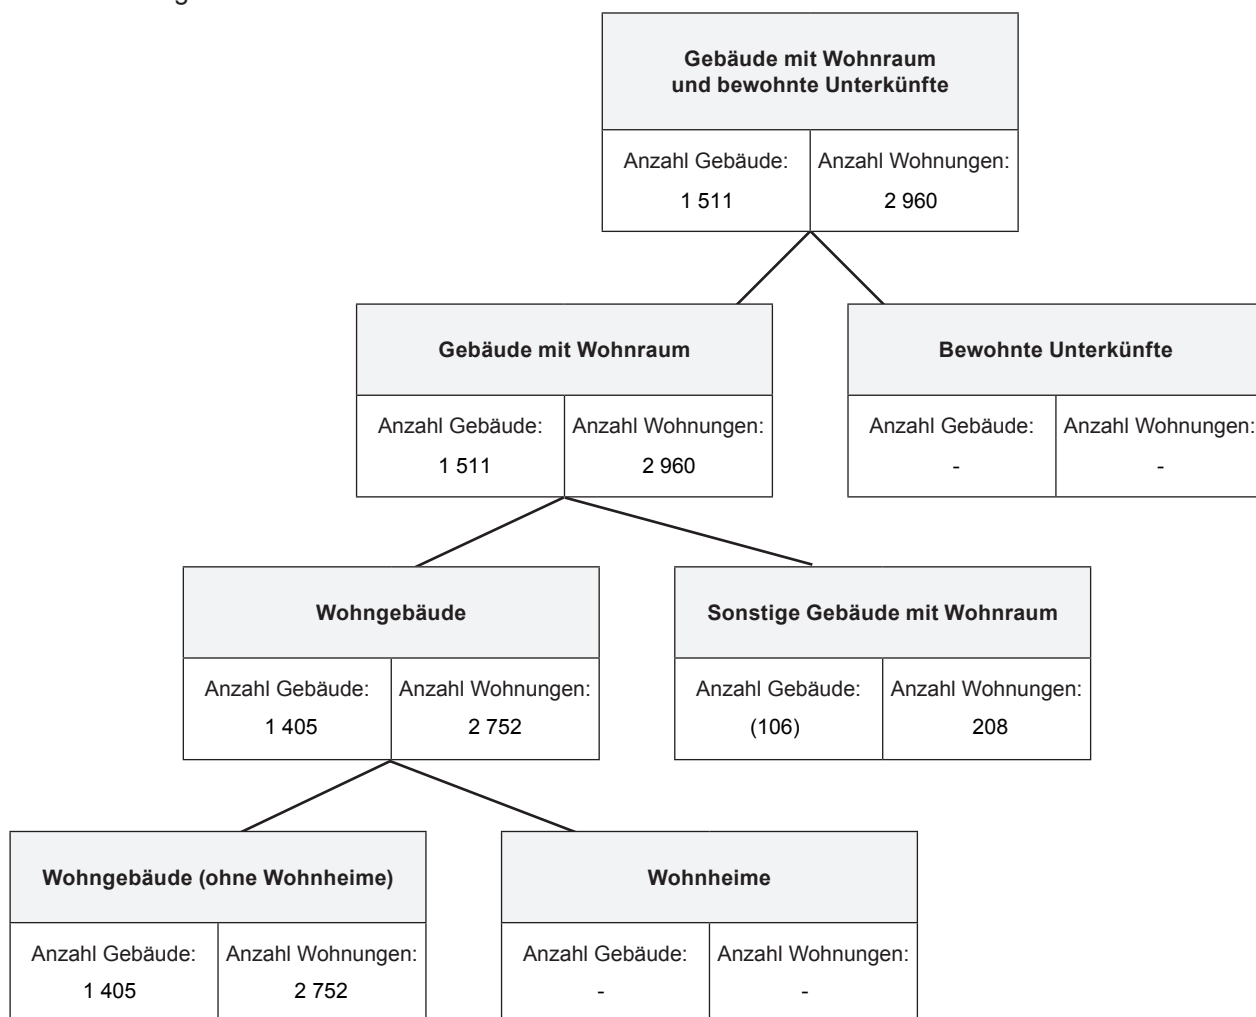 Gebäude mit Wohnraum
und bewohnte Unterkünfte
Anzahl Gebäude: Anzahl Wohnungen:
1 511 2 960
Gebäude mit Wohnraum
Anzahl Gebäude: Anzahl Wohnungen:
1 511 2 960
Bewohnte Unterkünfte
Anzahl Gebäude: Anzahl Wohnungen:
- -
Wohngebäude
Anzahl Gebäude: Anzahl Wohnungen:
1 405 2 752
Sonstige Gebäude mit Wohnraum
Anzahl Gebäude: Anzahl Wohnungen:
(106) 208
Wohngebäude (ohne Wohnheime)
Anzahl Gebäude: Anzahl Wohnungen:
1 405 2 752
Wohnheime
Anzahl Gebäude: Anzahl Wohnungen:
- -